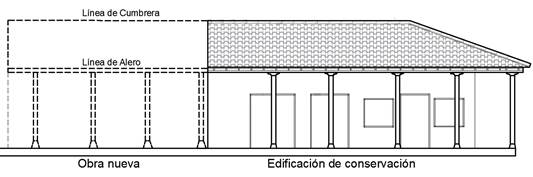 Línea de Cumbrera
Línea de Alero
Obra nueva
Edificación de conservación